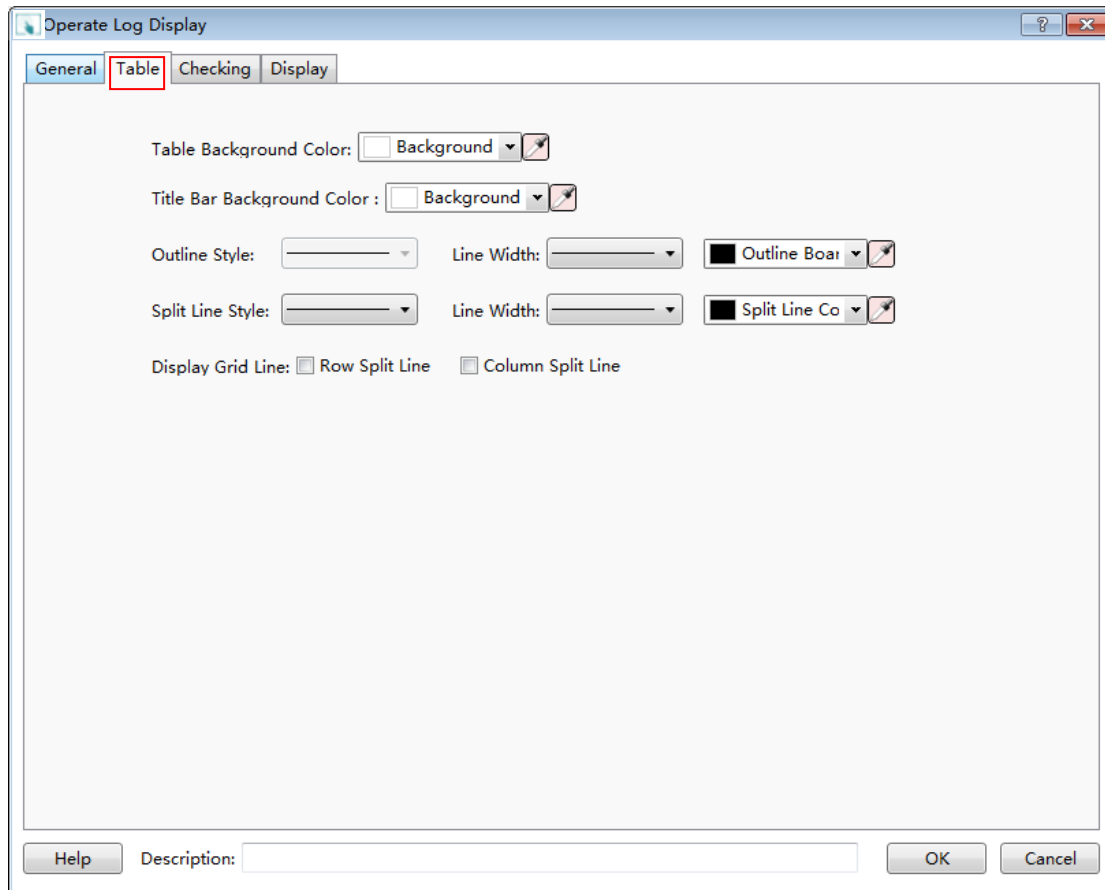 Operate Log Display
General Table Checking Display
Table Background Color: Background
Title Bar Background Color : Background
Outline Style: Line Width: Outline Boar
Split Line Style: Line Width: Split Line Co
Display Grid Line: Row Split Line Column Split Line
Help Description: OK Cancel